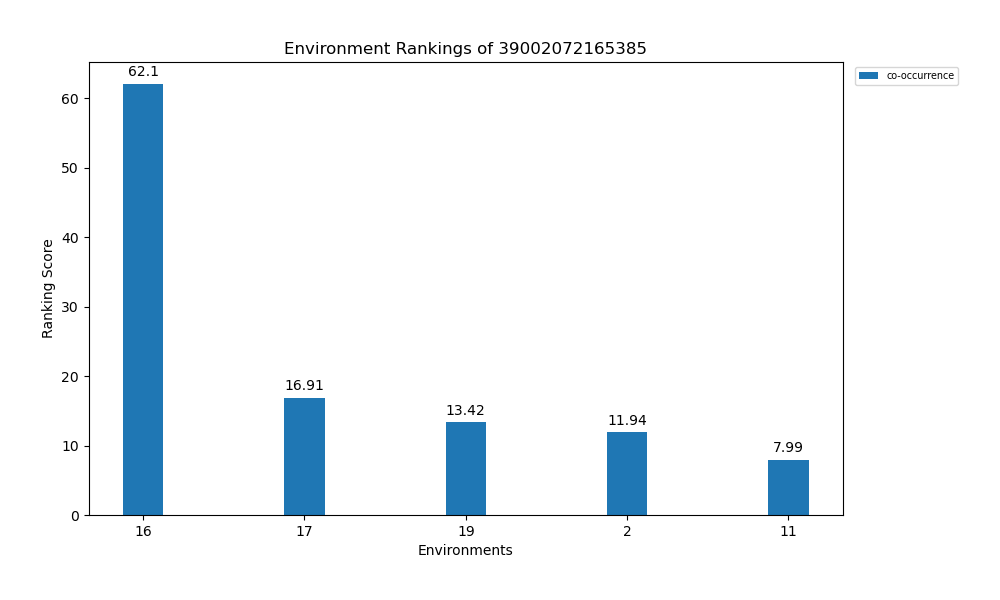 Environment Rankings of 39002072165385
co-occurrence
62.1
16.91
13.42
11.94
7.99
60
50
40
30
20
10
0
Ranking Score
16 17 19 2 11
Environments